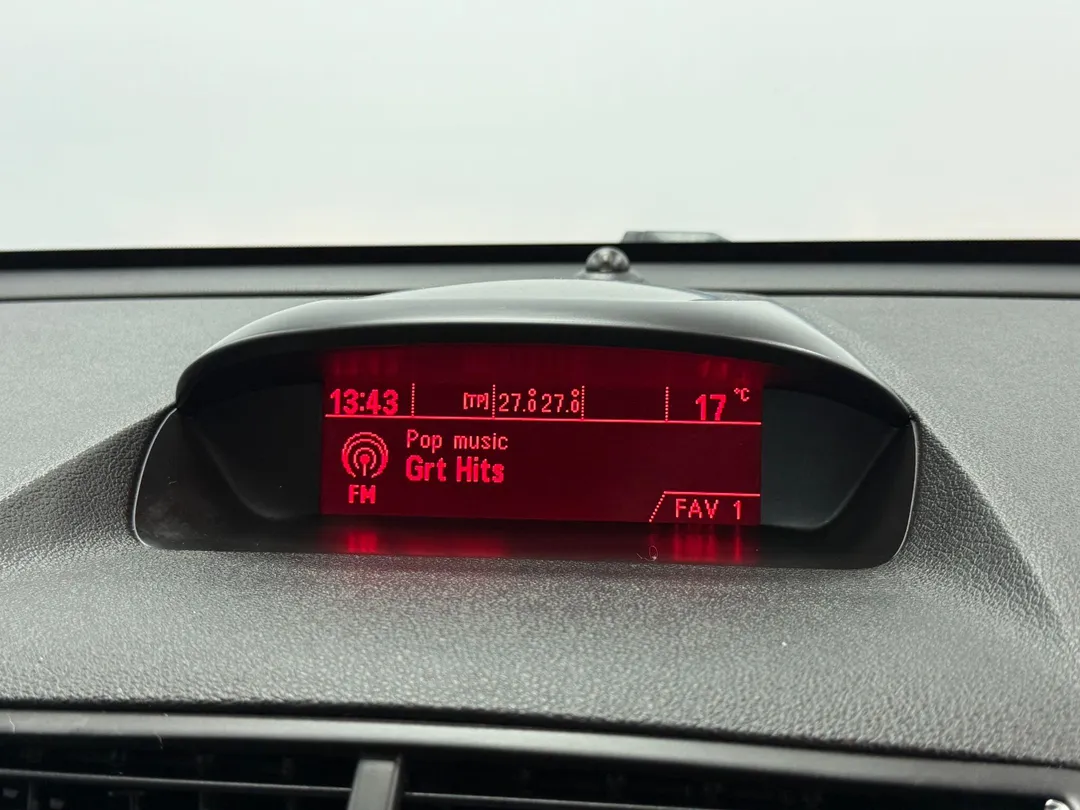 13:43 [TP] 27.0° 27.0° 17 °C
Pop music
Grt Hits
FM
FAV 1